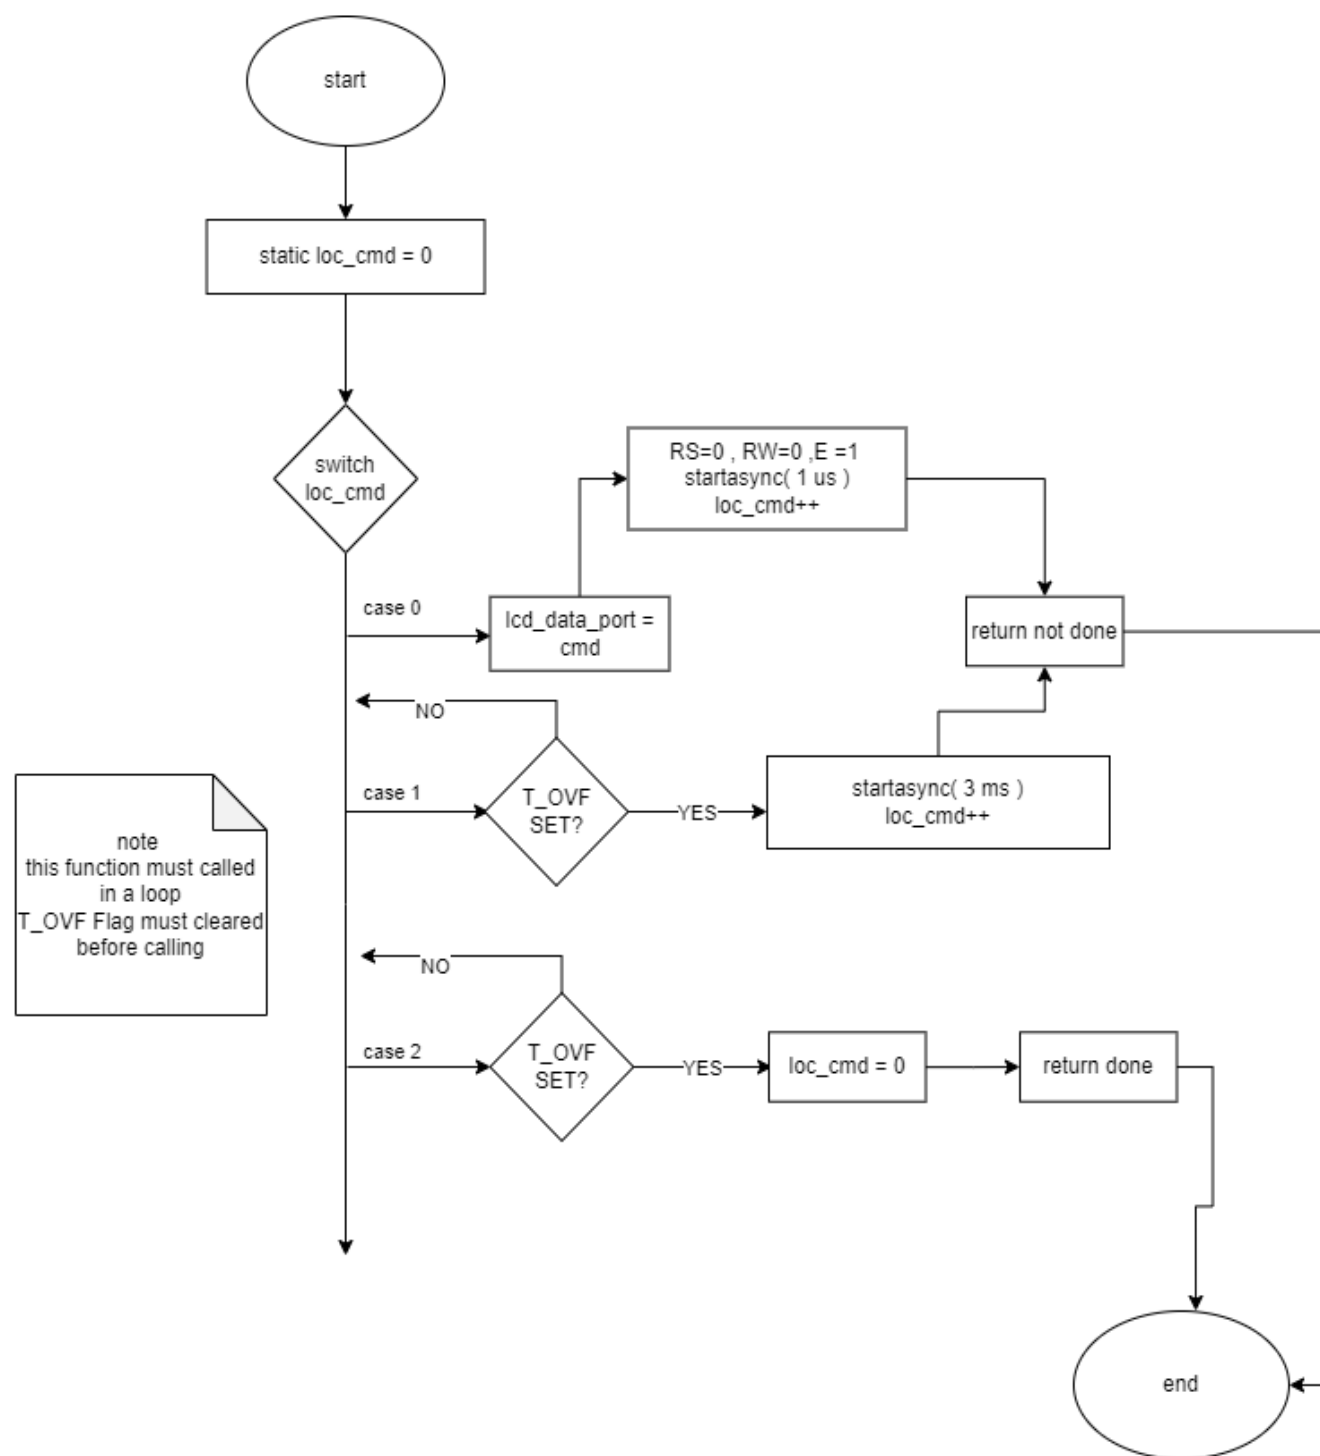 start
static loc_cmd = 0
switch
loc_cmd
RS=0 , RW=0 ,E =1
startasync( 1 us )
loc_cmd++
case 0
lcd_data_port =
cmd
return not done
NO
case 1
T_OVF
SET?
YES
startasync( 3 ms )
loc_cmd++
note
this function must called
in a loop
T_OVF Flag must cleared
before calling
NO
case 2
T_OVF
SET?
YES
loc_cmd = 0
return done
end